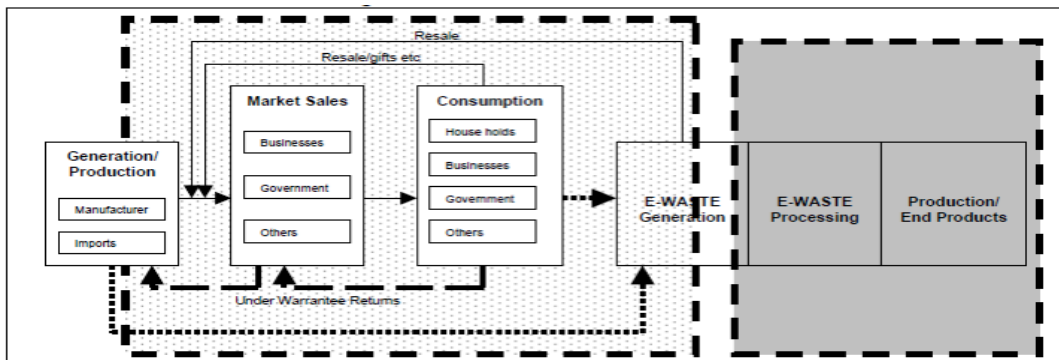 Resale
Resale/gifts etc
Generation/
Production
Manufacturer
Imports
Market Sales
Businesses
Government
Others
Consumption
House holds
Businesses
Government
Others
E-WASTE
Generation
E-WASTE
Processing
Production/
End Products
Under Warrantee Returns